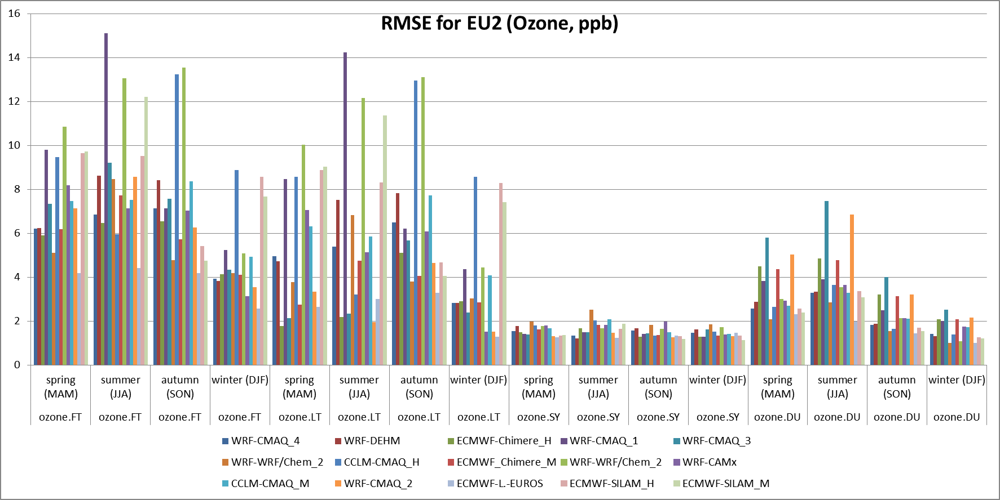 RMSE for EU2 (Ozone, ppb)
16
14
12
10
8
6
4
2
0
spring (MAM) summer (JJA) autumn (SON) winter (DJF) spring (MAM) summer (JJA) autumn (SON) winter (DJF) spring (MAM) summer (JJA) autumn (SON) winter (DJF) spring (MAM) summer (JJA) autumn (SON) winter (DJF)
ozone.FT ozone.FT ozone.FT ozone.FT ozone.LT ozone.LT ozone.LT ozone.LT ozone.SY ozone.SY ozone.SY ozone.SY ozone.DU ozone.DU ozone.DU ozone.DU
WRF-CMAQ_4 WRF-DEHM ECMWF-Chimere_H WRF-CMAQ_1 WRF-CMAQ_3
WRF-WRF/Chem_2 CCLM-CMAQ_H ECMWF_Chimere_M WRF-WRF/Chem_2 WRF-CAMx
CCLM-CMAQ_M WRF-CMAQ_2 ECMWF-L.-EUROS ECMWF-SILAM_H ECMWF-SILAM_M